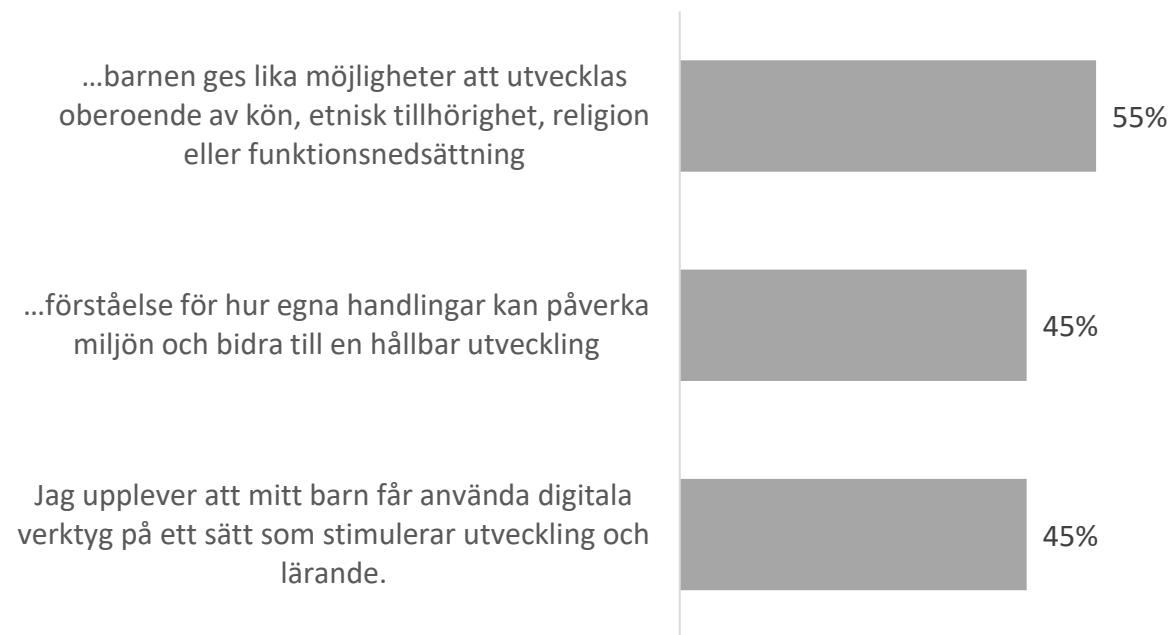 ...barnen ges lika möjligheter att utvecklas
oberoende av kön, etnisk tillhörighet, religion
eller funktionsnedsättning
55%
...förståelse för hur egna handlingar kan påverka
miljön och bidra till en hållbar utveckling
45%
Jag upplever att mitt barn får använda digitala
verktyg på ett sätt som stimulerar utveckling och
lärande.
45%